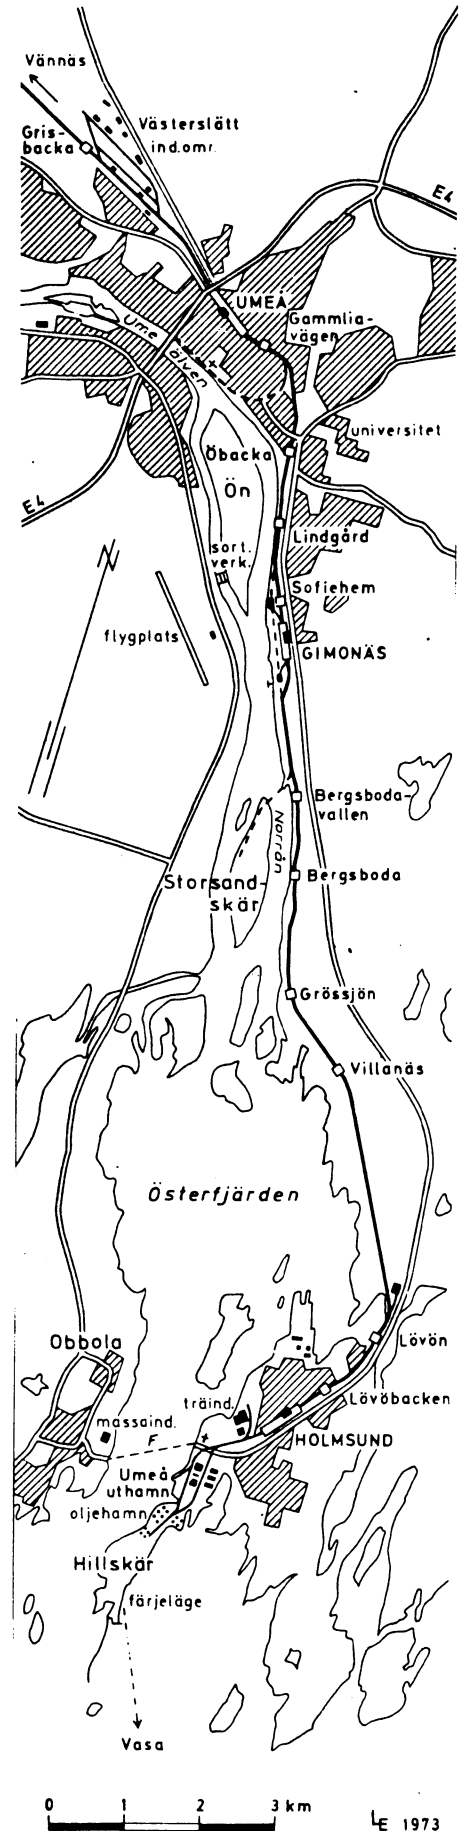 Vännäs
Gris-
backa
Västerslätt
ind.omr.
E4
UMEÅ
Gammlia-
vägen
Ume älven
universitet
Öbacka
Ön
E4
Lindgård
sort.
verk.
N
Sofiehem
flygplats
GIMONÄS
Bergsboda-
vallen
Norrån
Bergsboda
Storsand-
skär
Grössjön
Villanäs
Österfjärden
Obbola
Lövön
träind.
Lövöbacken
massaind.
F
HOLMSUND
Umeå
uthamn
oljehamn
Hillskär
färjeläge
Vasa
0 1 2 3 km
LE 1973